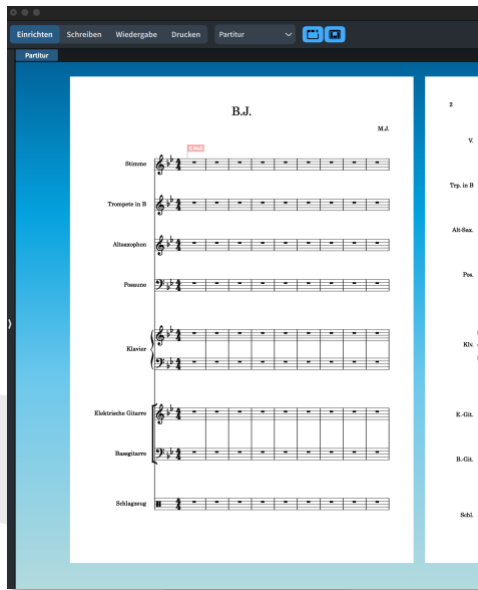 Einrichten Schreiben Wiedergabe Drucken Partitur
Partitur
B.J.
M.J.
Stimme
Trompete in B
Altsaxophon
Posaune
Klavier
Elektrische Gitarre
Bassgitarre
Schlagzeug
2
V.
Trp. in B
Alt-Sax.
Pos.
Klv.
E.-Git.
B.-Git.
Schl.